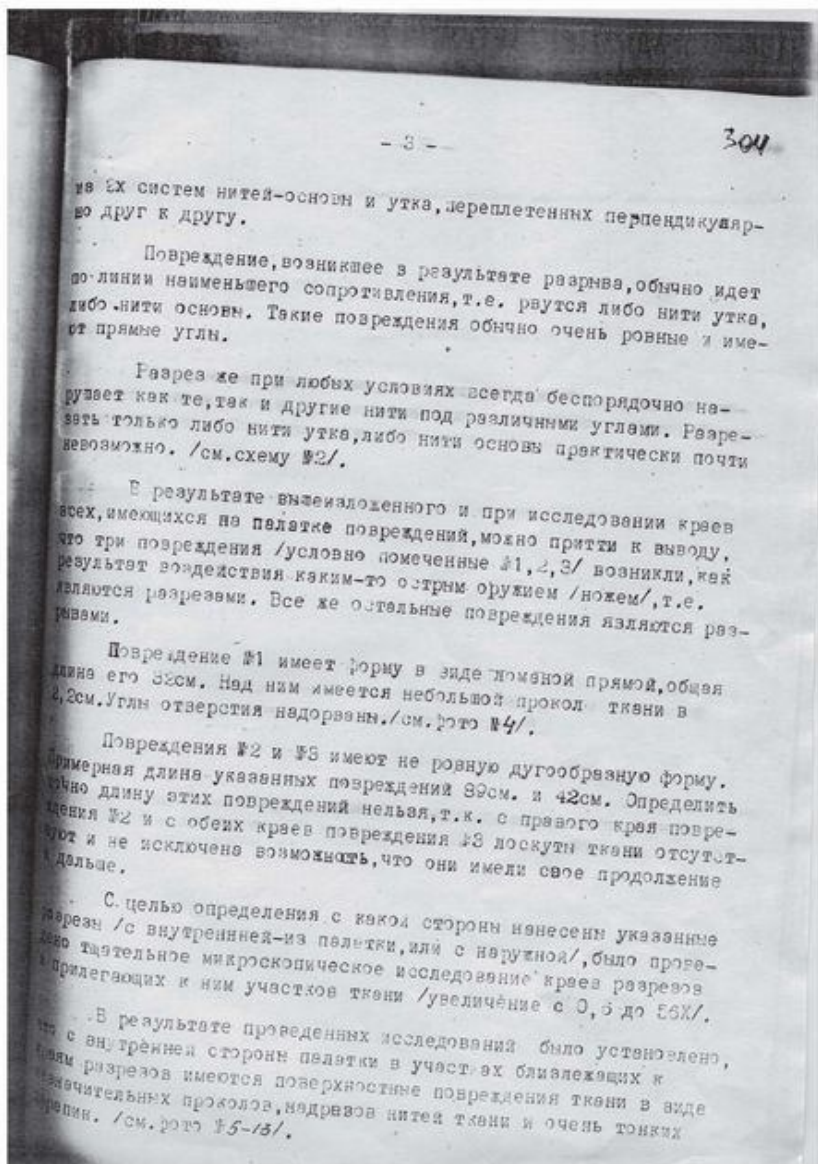 - 3 -
304
из 2х систем нитей-основы и утка,переплетенных перпендикуляр-
но друг к другу.
Повреждение,возникшее в результате разрыва,обычно идет
по линии наименьшего сопротивления,т.е. рвутся либо нити утка,
либо нити основы. Такие повреждения обычно очень ровные и име-
ют прямые углы.
Разрез же при любых условиях всегда беспорядочно на-
рушает как те,так и другие нити под различными углами. Разре-
зать только либо нити утка,либо нити основы практически почти
невозможно. /см.схему №2/.
В результате вышеизложенного и при исследовании краев
всех,имеющихся на палатке повреждений,можно притти к выводу,
что три повреждения /условно помеченные №1,2,3/ возникли,как
результат воздействия каким-то острым оружием /ножем/,т.е.
являются разрезами. Все же остальные повреждения являются раз-
рывами.
Повреждение №1 имеет форму в виде ломаной прямой,общая
длина его 32см. Над ним имеется небольшой прокол ткани в
2,2см.Углы отверстия надорваны./см.фото №4/.
Повреждения №2 и №3 имеют не ровную дугообразную форму.
Примерная длина указанных повреждений 89см. и 42см. Определить
точно длину этих повреждений нельзя,т.к. с правого края повре-
ждения №2 и с обеих краев повреждения №3 лоскуты ткани отсутст-
вуют и не исключена возможность,что они имели свое продолжение
и дальше.
С целью определения с какой стороны нанесены указанные
разрезы /с внутренней-из палатки,или с наружной/,было прове-
дено тщательное микроскопическое исследование краев разрезов
и прилегающих к ним участков ткани /увеличение с 0,6 до 56Х/.
В результате проведенных исследований было установлено,
что с внутренней стороны палатки в участках близлежащих к
краям разрезов имеются поверхностные повреждения ткани в виде
незначительных проколов,надрезов нитей ткани и очень тонких
царапин. /см.фото №5-13/.